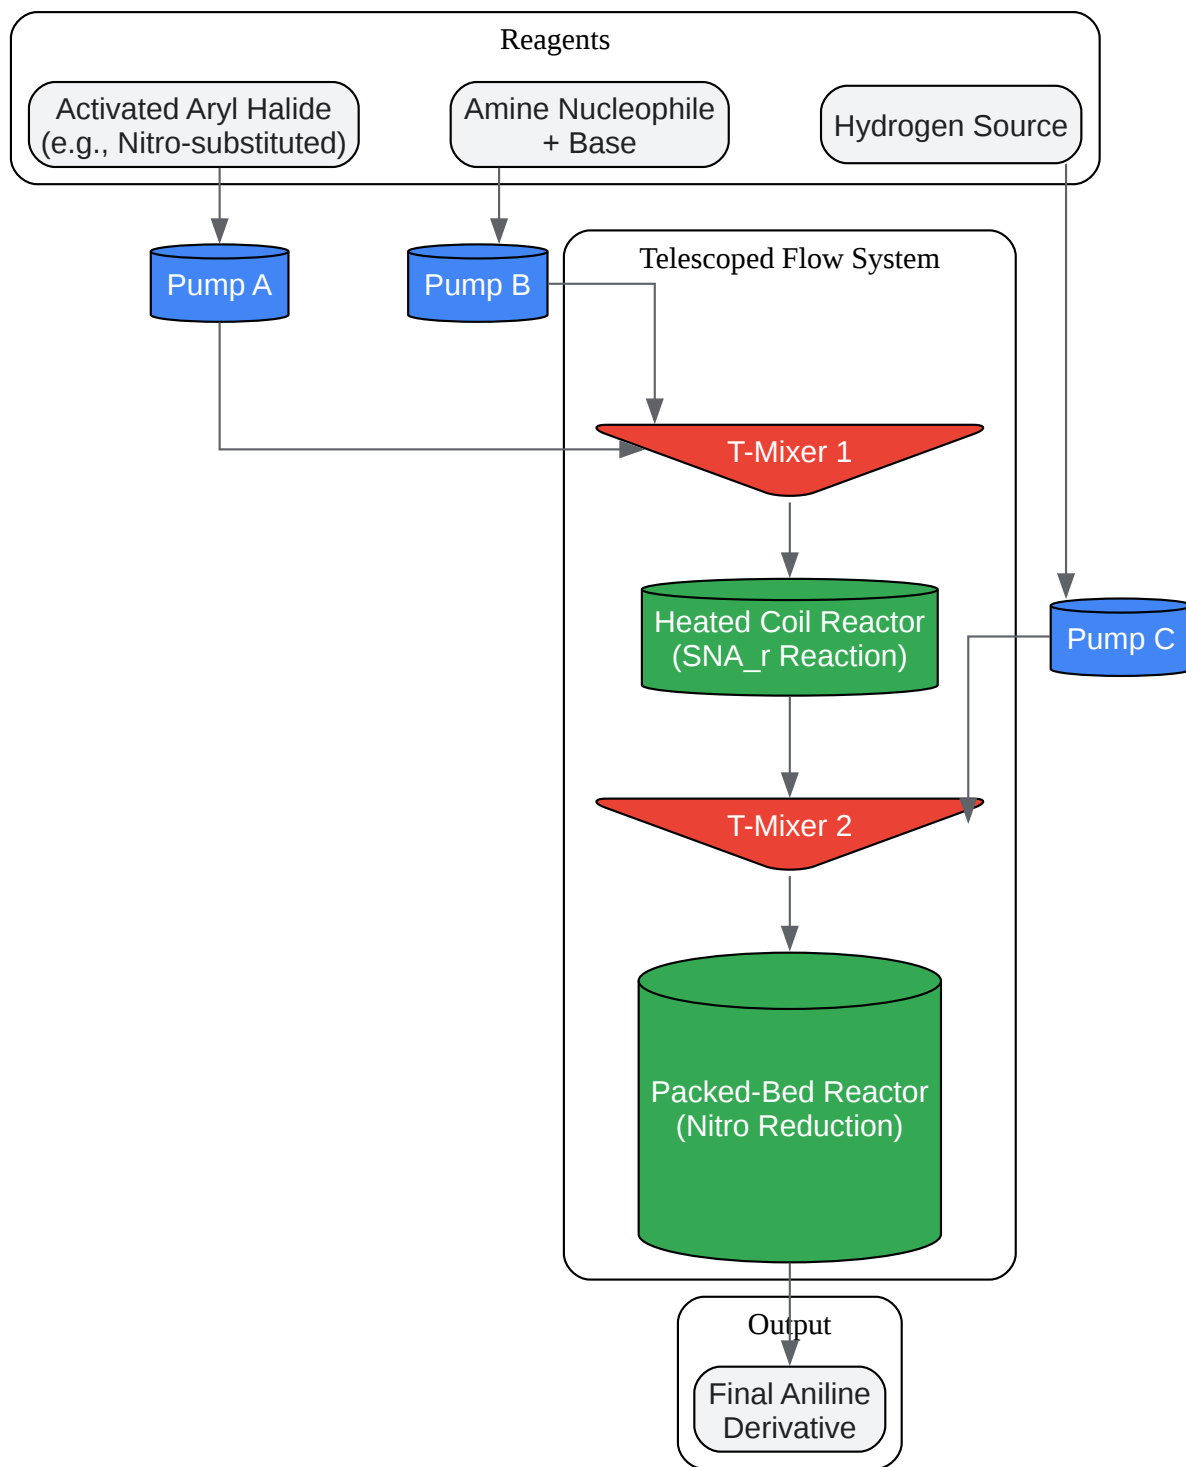 Reagents
Activated Aryl Halide
(e.g., Nitro-substituted)
Amine Nucleophile
+ Base
Hydrogen Source
Pump A
Pump B
Telescoped Flow System
T-Mixer 1
Heated Coil Reactor
(SNA_r Reaction)
Pump C
T-Mixer 2
Packed-Bed Reactor
(Nitro Reduction)
Output
Final Aniline
Derivative